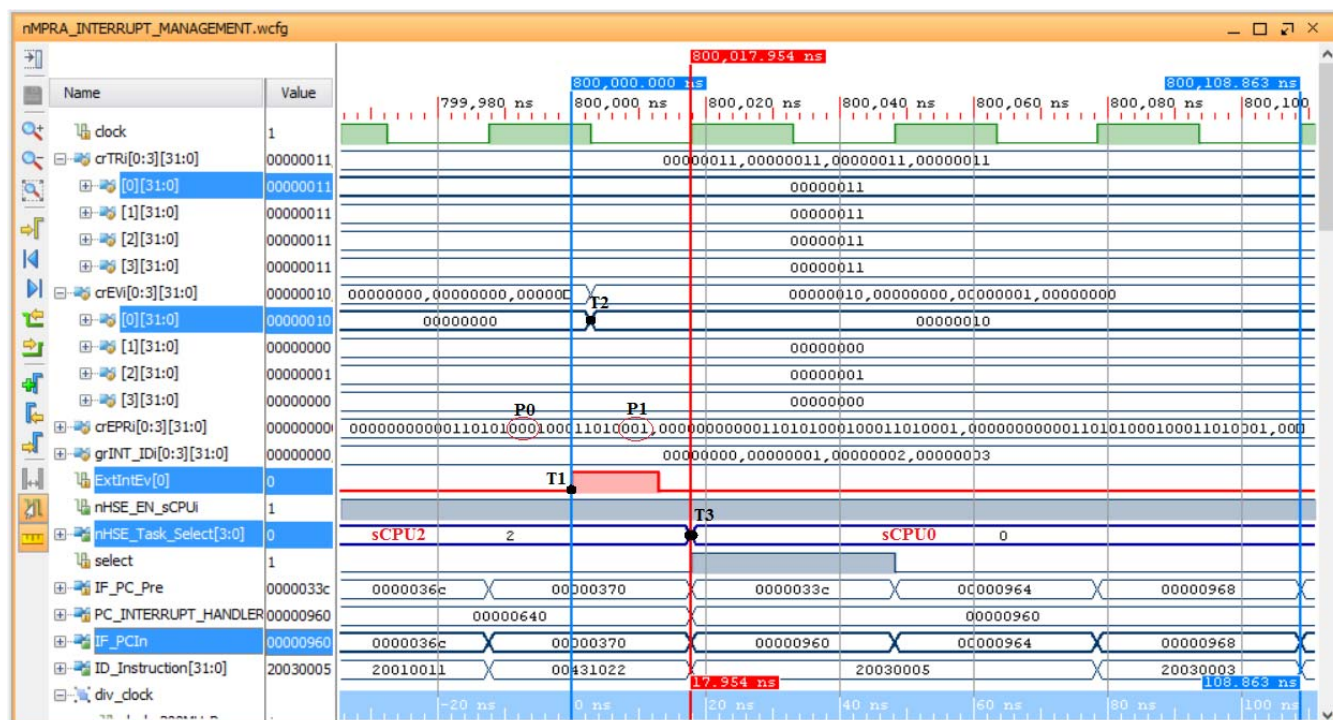 nMPRA_INTERRUPT_MANAGEMENT.wcfg
800,017.954 ns
800,000.000 ns 800,108.863 ns
Name Value
799,980 ns 800,000 ns 800,020 ns 800,040 ns 800,060 ns 800,080 ns 800,100
clock 1
crTRi[0:3][31:0] 00000011, 00000011,00000011,00000011,00000011
[0][31:0] 00000011 00000011
[1][31:0] 00000011 00000011
[2][31:0] 00000011 00000011
[3][31:0] 00000011 00000011
crEVi[0:3][31:0] 00000010, 00000000,00000000,00000 00000010,00000000,00000001,00000000
T2
[0][31:0] 00000010 00000000 00000010
[1][31:0] 00000000 00000000
[2][31:0] 00000001 00000001
[3][31:0] 00000000 00000000
P0 P1
crEPRi[0:3][31:0]
grINT_IDi[0:3][31:0] 00000000, 00000000,00000001,00000002,00000003
ExtIntEv[0] 0 T1
nHSE_EN_sCPUi 1
T3
nHSE_Task_Select[3:0] 0 sCPU2 2 sCPU0 0
select 1
IF_PC_Pre 0000033c 0000036c 00000370 0000033c 00000964 00000968
PC_INTERRUPT_HANDLER 00000960 00000640 00000960
IF_PCIn 00000960 0000036c 00000370 00000960 00000964 00000968
ID_Instruction[31:0] 20030005 20010011 00431022 20030005 20030003
17.954 ns 108.863 ns
div_clock
-20 ns 0 ns 20 ns 40 ns 60 ns 80 ns 100 ns